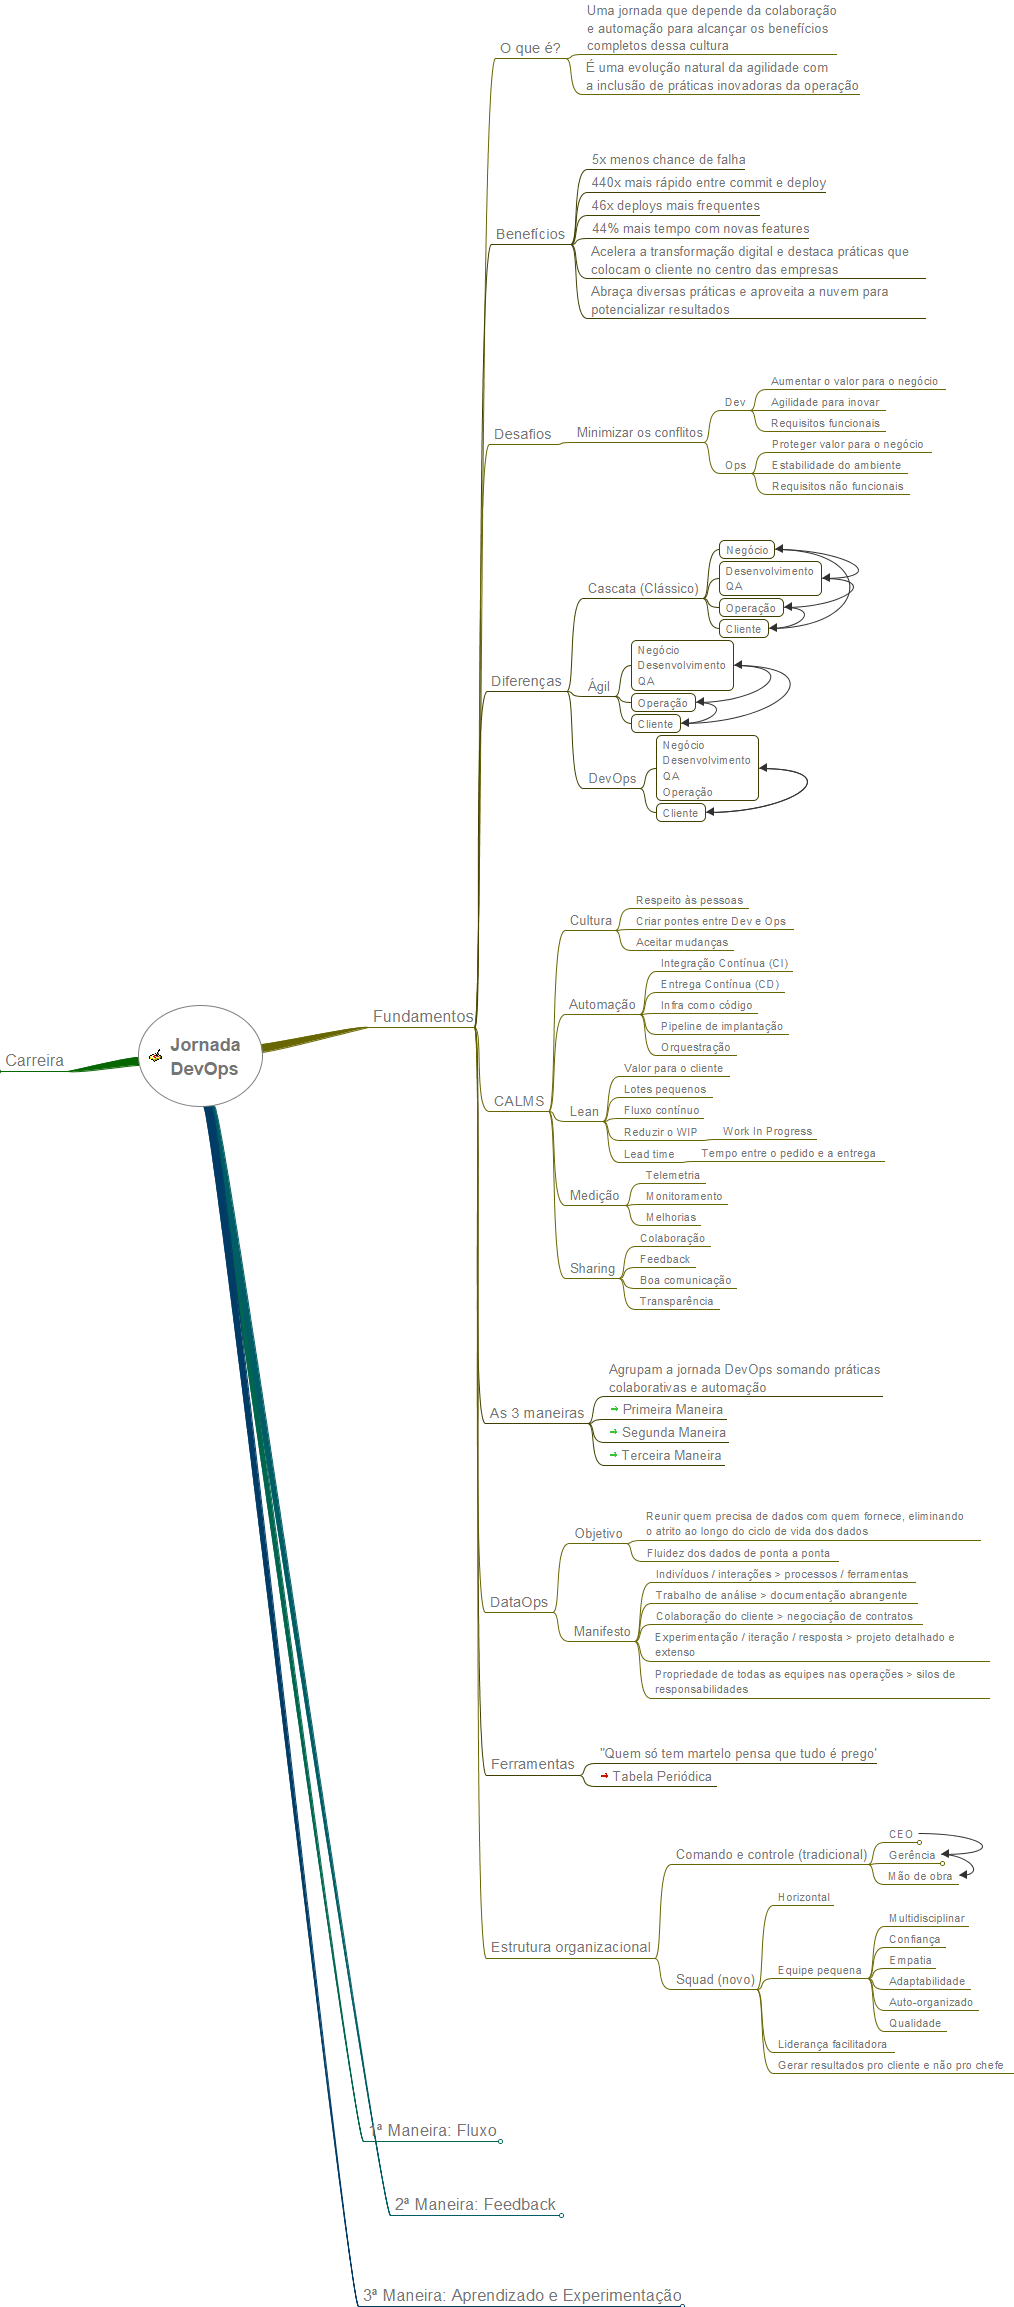 Jornada
DevOps
Carreira
Fundamentos
O que é?
Uma jornada que depende da colaboração
e automação para alcançar os benefícios
completos dessa cultura
É uma evolução natural da agilidade com
a inclusão de práticas inovadoras da operação
Benefícios
5x menos chance de falha
440x mais rápido entre commit e deploy
46x deploys mais frequentes
44% mais tempo com novas features
Acelera a transformação digital e destaca práticas que
colocam o cliente no centro das empresas
Abraça diversas práticas e aproveita a nuvem para
potencializar resultados
Desafios
Minimizar os conflitos
Dev
Aumentar o valor para o negócio
Agilidade para inovar
Requisitos funcionais
Ops
Proteger valor para o negócio
Estabilidade do ambiente
Requisitos não funcionais
Diferenças
Cascata (Clássico)
Negócio
Desenvolvimento
QA
Operação
Cliente
Ágil
Negócio
Desenvolvimento
QA
Operação
Cliente
DevOps
Negócio
Desenvolvimento
QA
Operação
Cliente
CALMS
Cultura
Respeito às pessoas
Criar pontes entre Dev e Ops
Aceitar mudanças
Automação
Integração Contínua (CI)
Entrega Contínua (CD)
Infra como código
Pipeline de implantação
Orquestração
Lean
Valor para o cliente
Lotes pequenos
Fluxo contínuo
Reduzir o WIP
Work In Progress
Lead time
Tempo entre o pedido e a entrega
Medição
Telemetria
Monitoramento
Melhorias
Sharing
Colaboração
Feedback
Boa comunicação
Transparência
As 3 maneiras
Agrupam a jornada DevOps somando práticas
colaborativas e automação
Primeira Maneira
Segunda Maneira
Terceira Maneira
DataOps
Objetivo
Reunir quem precisa de dados com quem fornece, eliminando
o atrito ao longo do ciclo de vida dos dados
Fluidez dos dados de ponta a ponta
Manifesto
Indivíduos / interações > processos / ferramentas
Trabalho de análise > documentação abrangente
Colaboração do cliente > negociação de contratos
Experimentação / iteração / resposta > projeto detalhado e
extenso
Propriedade de todas as equipes nas operações > silos de
responsabilidades
Ferramentas
"Quem só tem martelo pensa que tudo é prego'
Tabela Periódica
Estrutura organizacional
Comando e controle (tradicional)
CEO
Gerência
Mão de obra
Squad (novo)
Horizontal
Equipe pequena
Multidisciplinar
Confiança
Empatia
Adaptabilidade
Auto-organizado
Qualidade
Liderança facilitadora
Gerar resultados pro cliente e não pro chefe
1ª Maneira: Fluxo
2ª Maneira: Feedback
3ª Maneira: Aprendizado e Experimentação